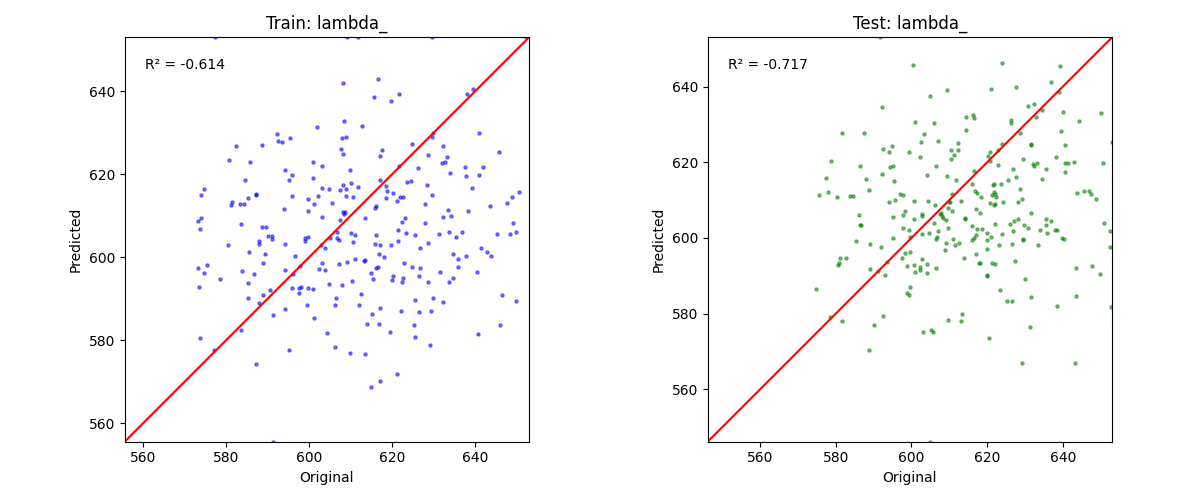 Train: lambda_
R² = -0.614
Predicted
640
620
600
580
560
560 580 600 620 640
Original
Test: lambda_
R² = -0.717
Predicted
640
620
600
580
560
560 580 600 620 640
Original